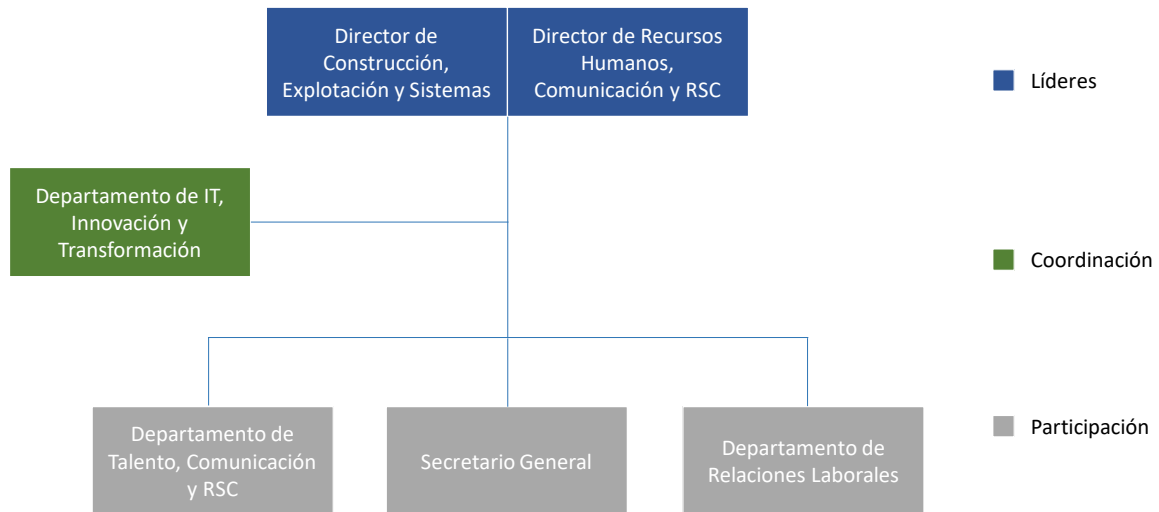 Director de
Construcción,
Explotación y Sistemas
Director de Recursos
Humanos,
Comunicación y RSC
Líderes
Departamento de IT,
Innovación y
Transformación
Coordinación
Departamento de
Talento, Comunicación
y RSC
Secretario General
Departamento de
Relaciones Laborales
Participación